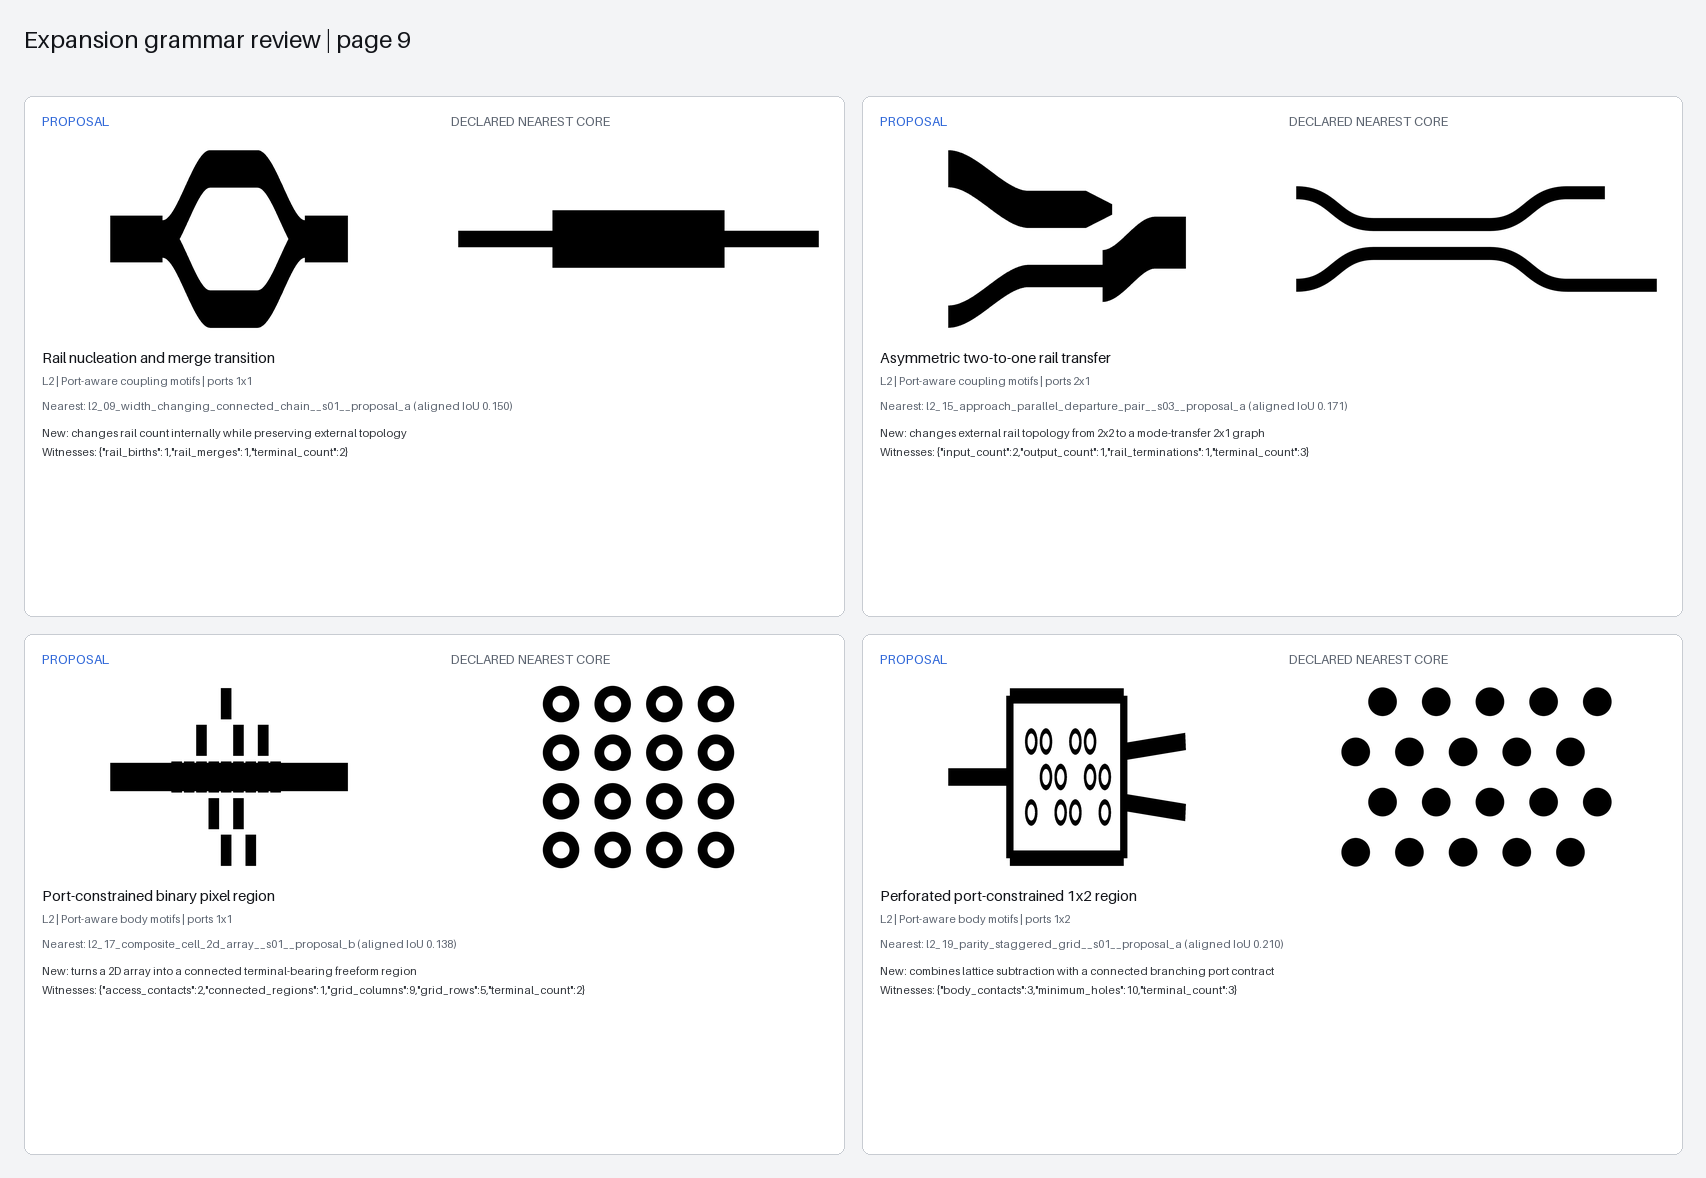 Expansion grammar review | page 9
PROPOSAL
DECLARED NEAREST CORE
Rail nucleation and merge transition
L2 | Port-aware coupling motifs | ports 1x1
Nearest: l2_09_width_changing_connected_chain__s01__proposal_a (aligned IoU 0.150)
New: changes rail count internally while preserving external topology
Witnesses: {"rail_births":1,"rail_merges":1,"terminal_count":2}
PROPOSAL
DECLARED NEAREST CORE
Asymmetric two-to-one rail transfer
L2 | Port-aware coupling motifs | ports 2x1
Nearest: l2_15_approach_parallel_departure_pair__s03__proposal_a (aligned IoU 0.171)
New: changes external rail topology from 2x2 to a mode-transfer 2x1 graph
Witnesses: {"input_count":2,"output_count":1,"rail_terminations":1,"terminal_count":3}
PROPOSAL
DECLARED NEAREST CORE
Port-constrained binary pixel region
L2 | Port-aware body motifs | ports 1x1
Nearest: l2_17_composite_cell_2d_array__s01__proposal_b (aligned IoU 0.138)
New: turns a 2D array into a connected terminal-bearing freeform region
Witnesses: {"access_contacts":2,"connected_regions":1,"grid_columns":9,"grid_rows":5,"terminal_count":2}
PROPOSAL
DECLARED NEAREST CORE
Perforated port-constrained 1x2 region
L2 | Port-aware body motifs | ports 1x2
Nearest: l2_19_parity_staggered_grid__s01__proposal_a (aligned IoU 0.210)
New: combines lattice subtraction with a connected branching port contract
Witnesses: {"body_contacts":3,"minimum_holes":10,"terminal_count":3}